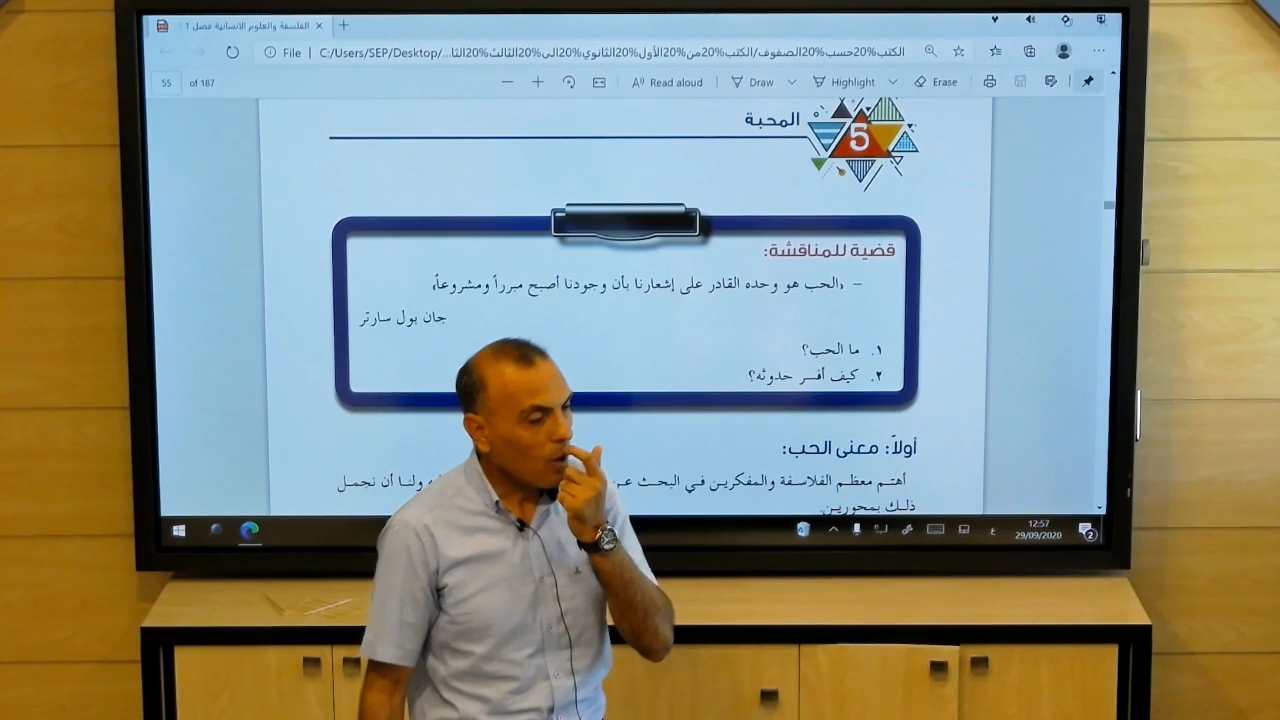 الفلسفة والعلوم الانسانية فصل 1
File | C:/Users/SEP/Desktop/الكتب%20حسب%20الصفوف/الكتب%20من%20الأول%20الثانوي%20الى%20الثالث%20الثا...
55 of 187
Read aloud
Draw
Highlight
Erase
المحبة
5
قضية للمناقشة:
– «الحب هو وحده القادر على إشعارنا بأن وجودنا أصبح مبرراً ومشروعاً»
جان بول سارتر
١. ما الحب؟
٢. كيف أفسر حدوثه؟
أولاً: معنى الحب:
أهتم معظم الفلاسفة والمفكرين في البحث ولنا أن نجمل
ذلك بمحورين
ع
12:57
29/09/2020
2